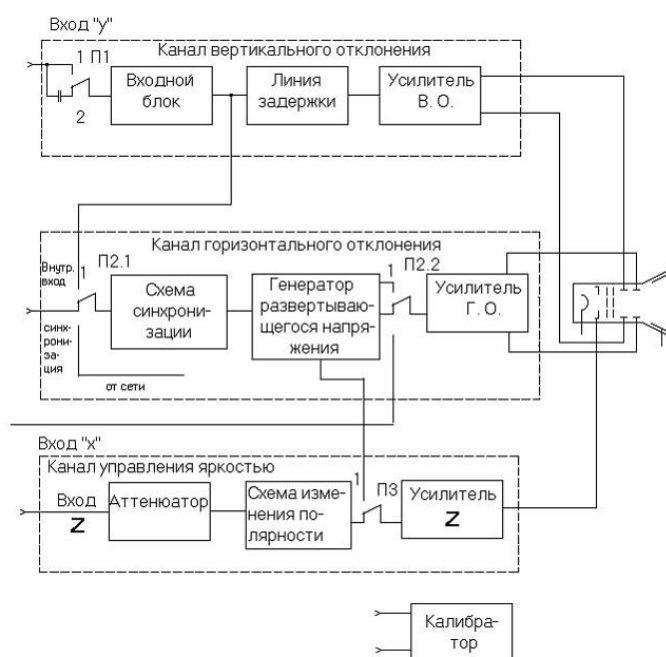 Вход "y"
Канал вертикального отклонения
1 П1
2
Входной
блок
Линия
задержки
Усилитель
В. О.
Канал горизонтального отклонения
Внутр.
вход
1
П2.1
Схема
синхрони-
зации
Генератор
развертываю-
щегося напря-
жения
1
П2.2
Усилитель
Г. О.
синх-
рони-
за-
ция
от сети
Вход "x"
Канал управления яркостью
Вход
Z
Аттенюатор
Схема изме-
нения по-
лярности
1
П3
Усилитель
Z
Калибра-
тор